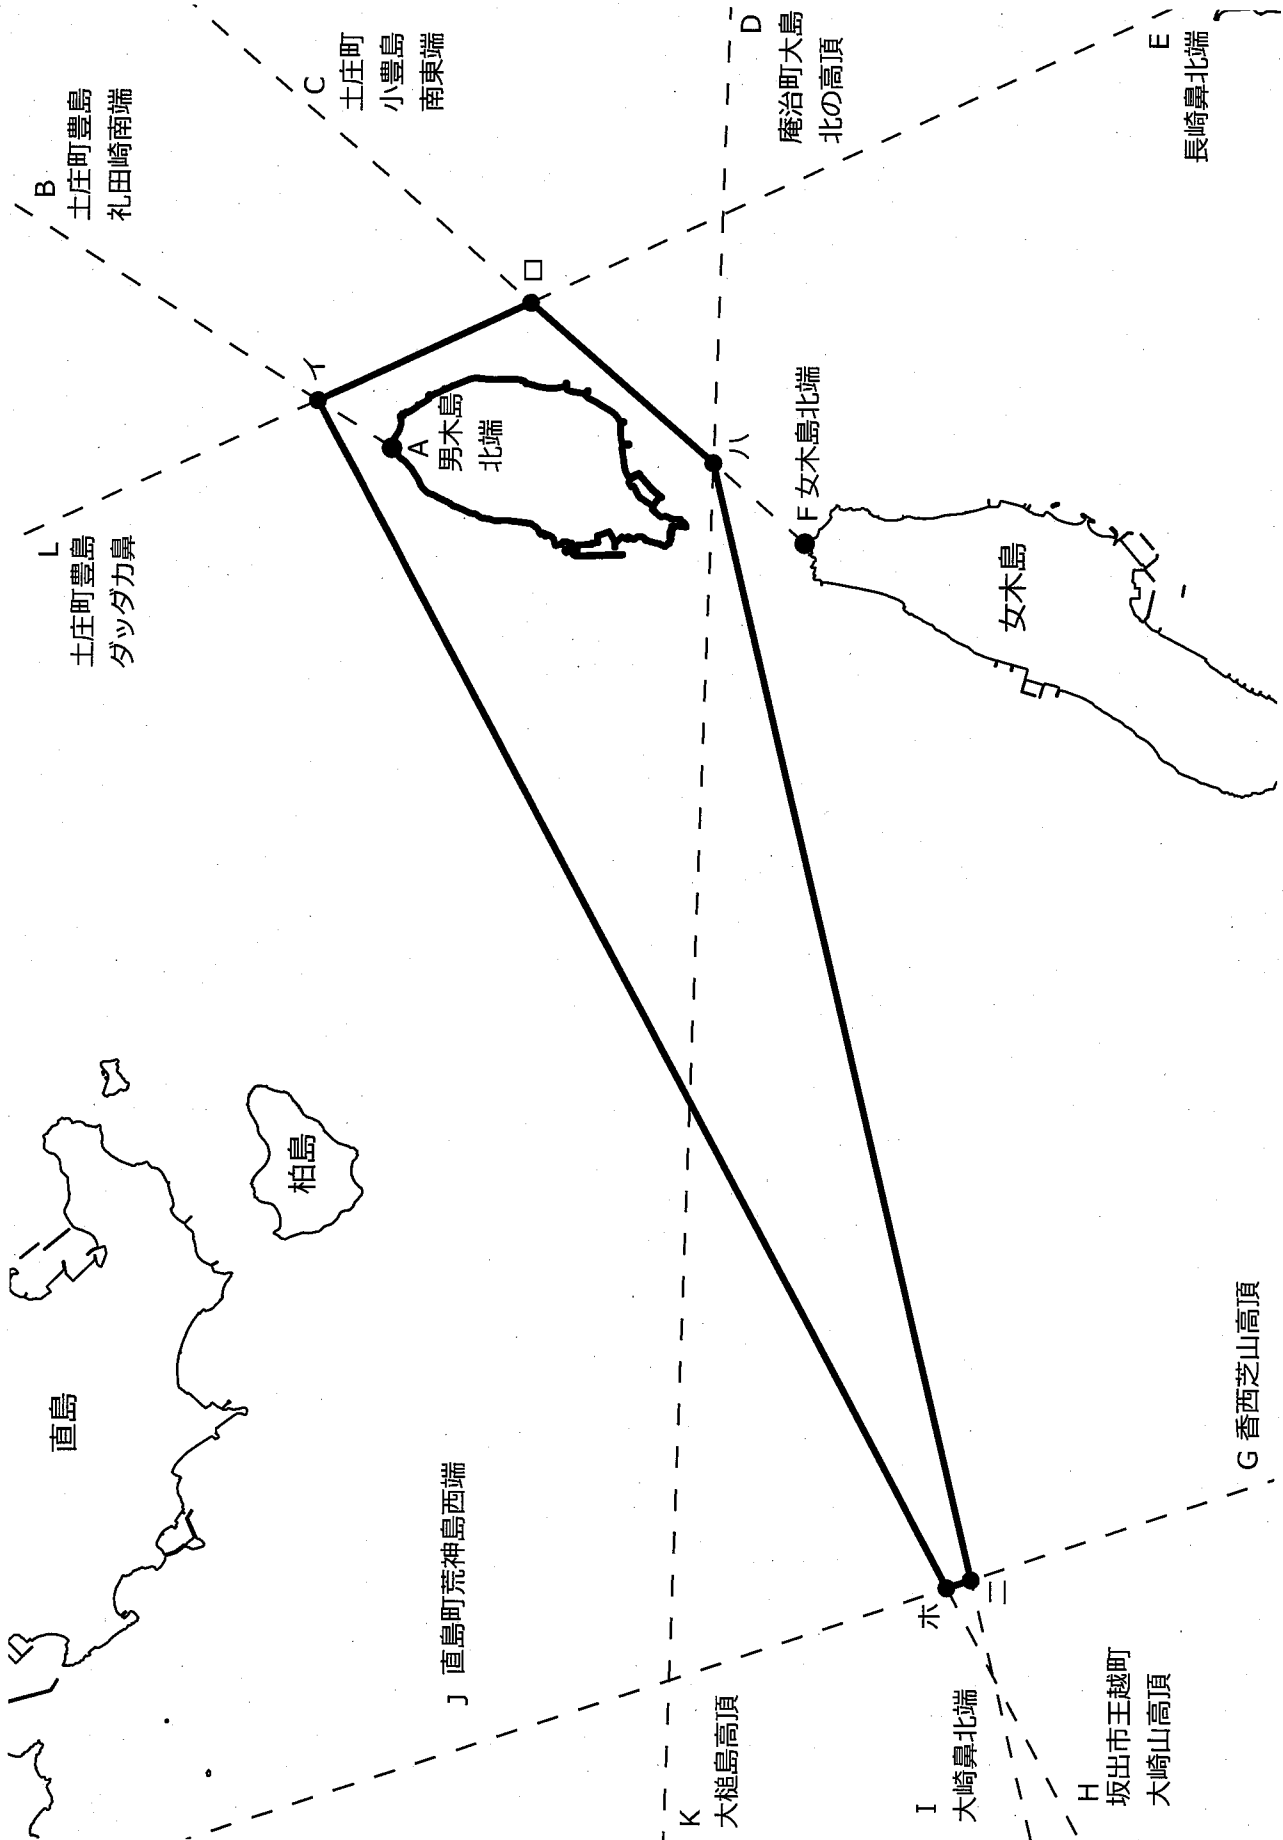 L
土庄町豊島
ダッダカ鼻
B
土庄町豊島
礼田崎南端
C
土庄町
小豊島
南東端
D
庵治町大島
北の高頂
E
長崎鼻北端
イ
ロ
ハ
A
男木島
北端
F 女木島北端
女木島
柏島
直島
J 直島町荒神島西端
K
大槌島高頂
ホ
ニ
I
大崎鼻北端
H
坂出市王越町
大崎山高頂
G 香西芝山高頂